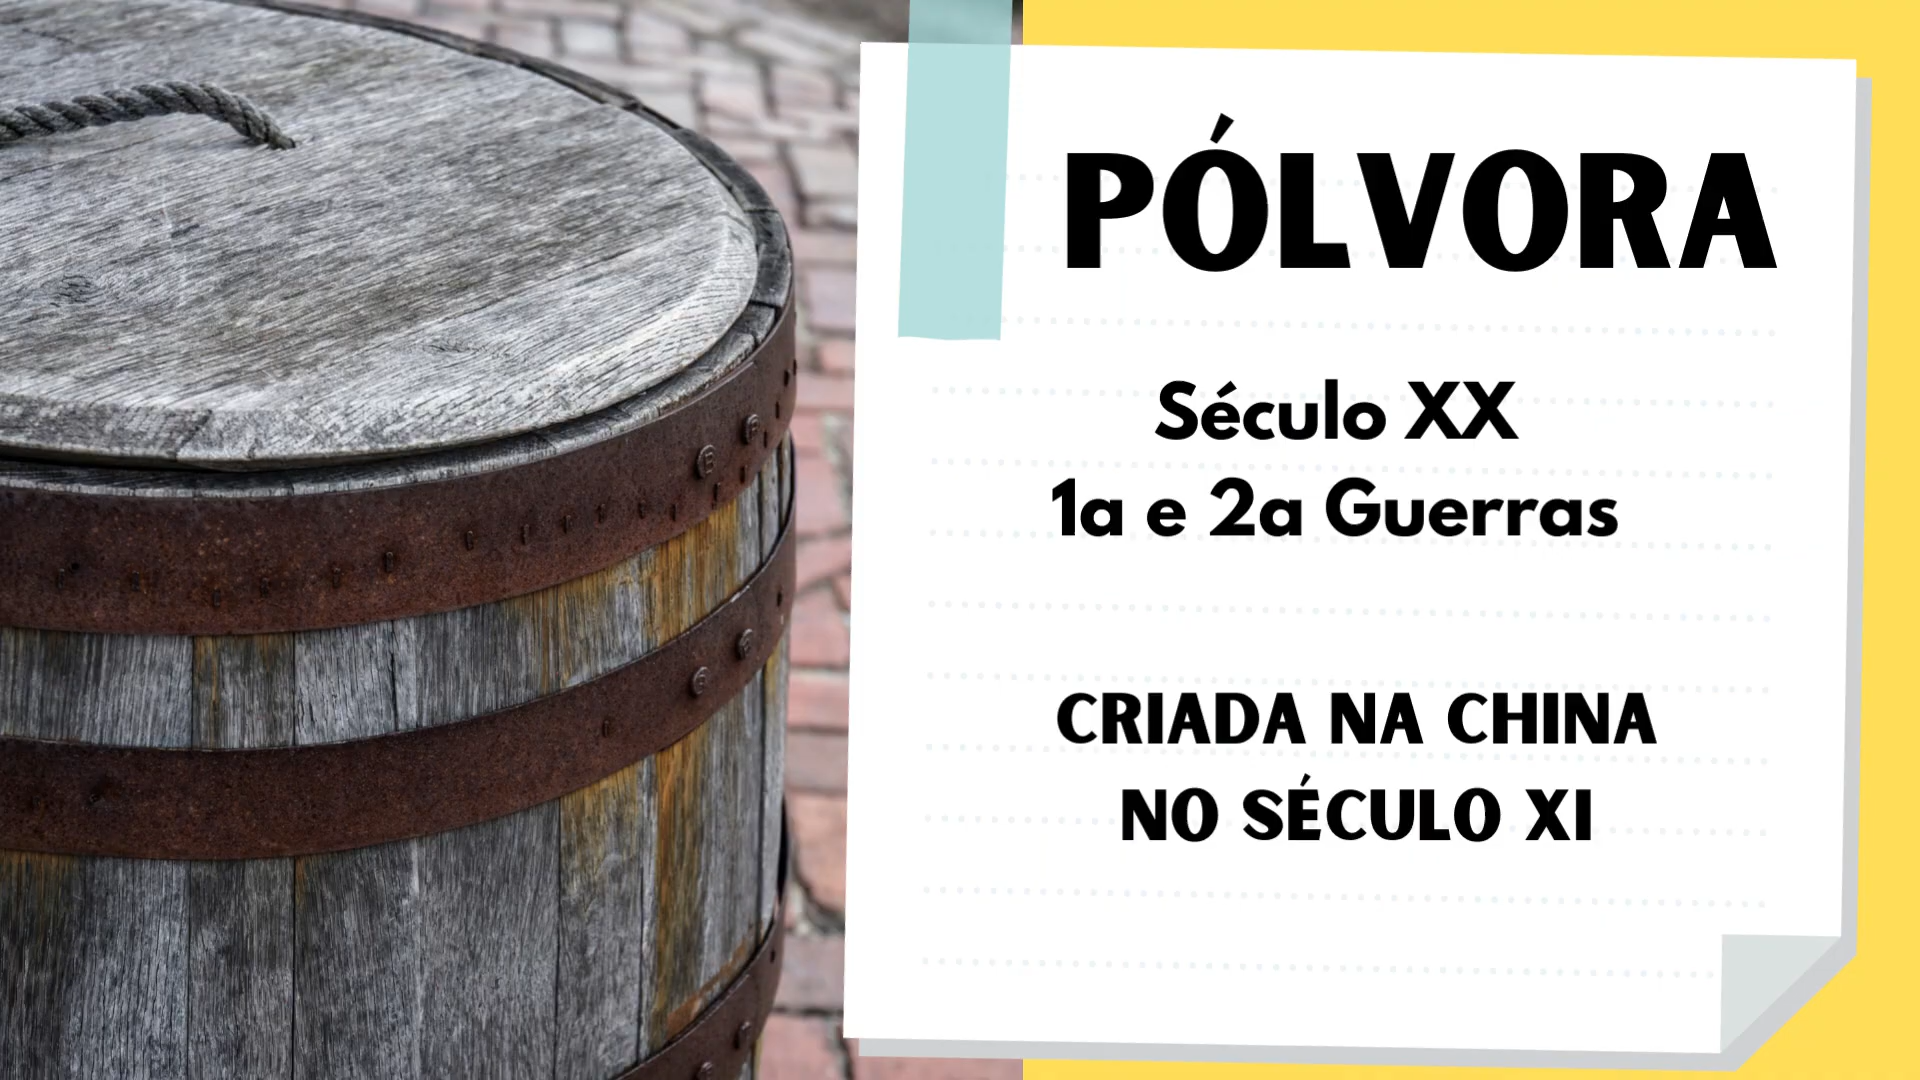 PÓLVORA
Século XX
1a e 2a Guerras
CRIADA NA CHINA
NO SÉCULO XI